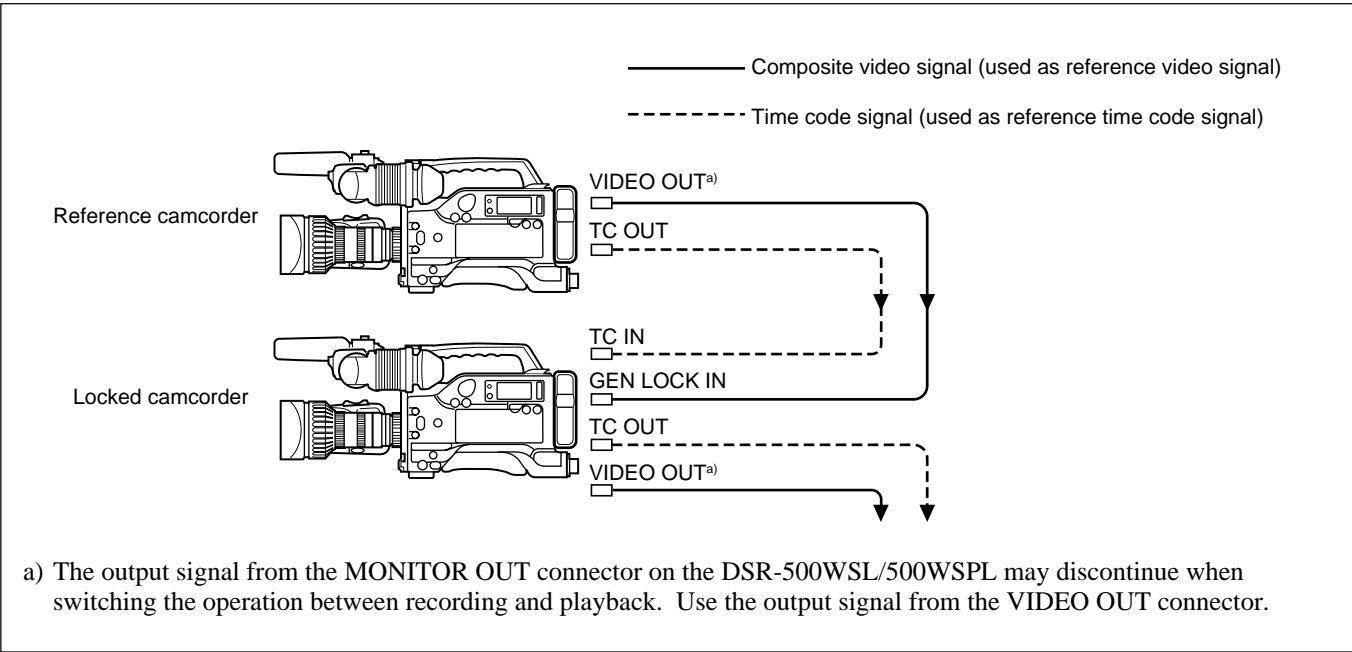 Composite video signal (used as reference video signal)
Time code signal (used as reference time code signal)
Reference camcorder
VIDEO OUTa)
TC OUT
Locked camcorder
TC IN
GEN LOCK IN
TC OUT
VIDEO OUTa)
a) The output signal from the MONITOR OUT connector on the DSR-500WSL/500WSPL may discontinue when
switching the operation between recording and playback.  Use the output signal from the VIDEO OUT connector.